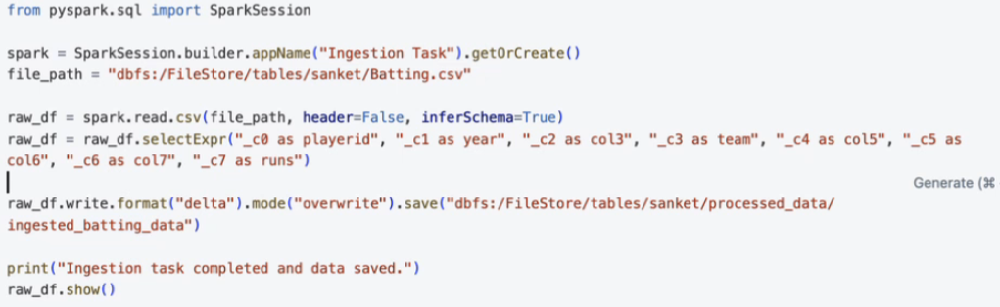 from pyspark.sql import SparkSession
spark = SparkSession.builder.appName("Ingestion Task").getOrCreate()
file_path = "dbfs:/FileStore/tables/sanket/Batting.csv"
raw_df = spark.read.csv(file_path, header=False, inferSchema=True)
raw_df = raw_df.selectExpr("_c0 as playerid", "_c1 as year", "_c2 as col3", "_c3 as team", "_c4 as col5", "_c5 as
col6", "_c6 as col7", "_c7 as runs")
Generate (⌘
raw_df.write.format("delta").mode("overwrite").save("dbfs:/FileStore/tables/sanket/processed_data/
ingested_batting_data")
print("Ingestion task completed and data saved.")
raw_df.show()